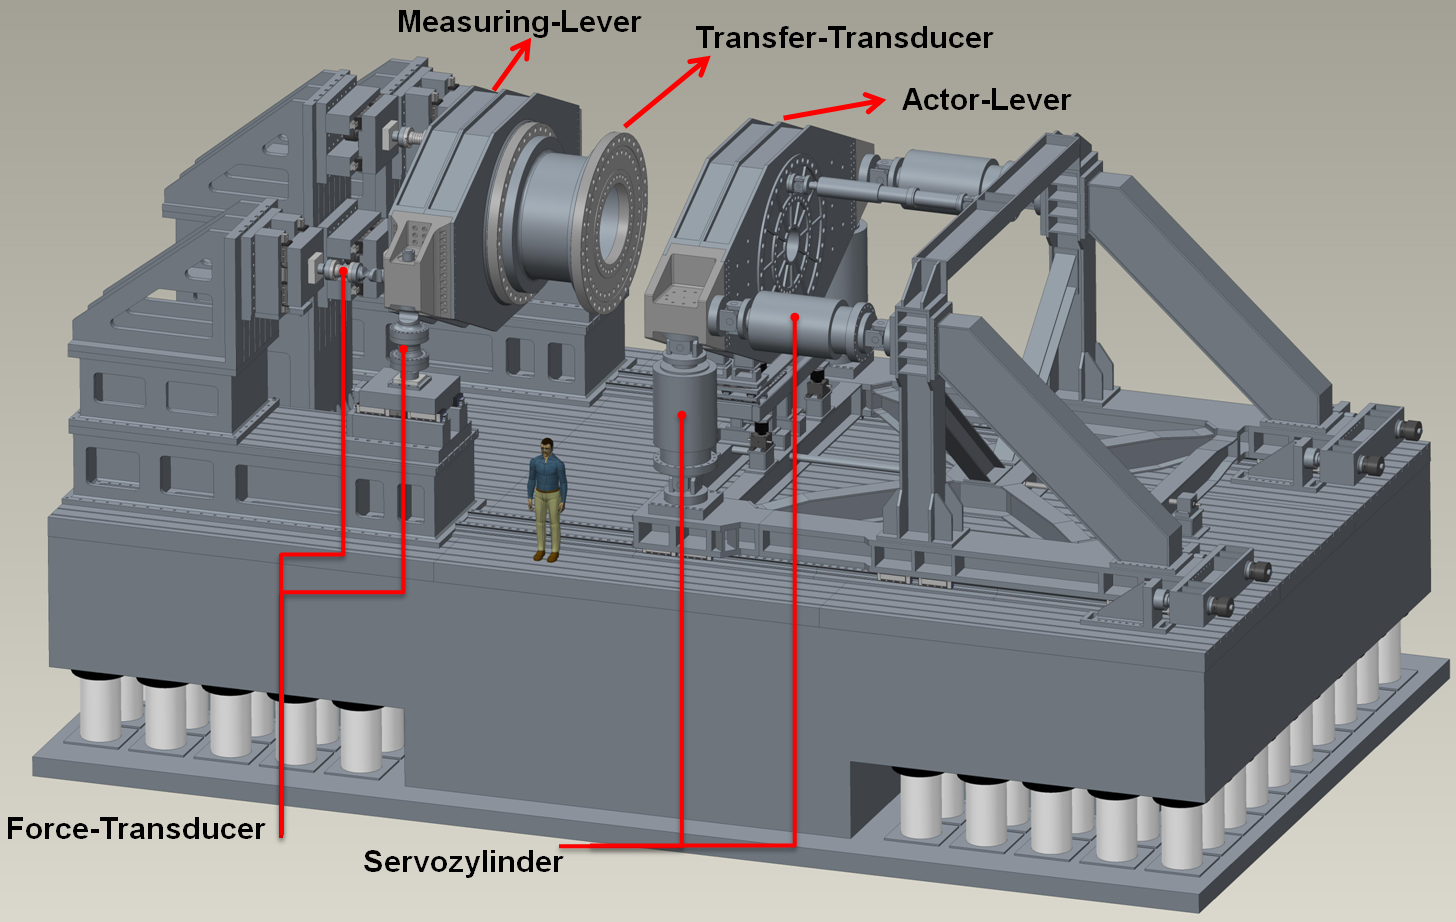 Measuring-Lever
Transfer-Transducer
Actor-Lever
Force-Transducer
Servozylinder